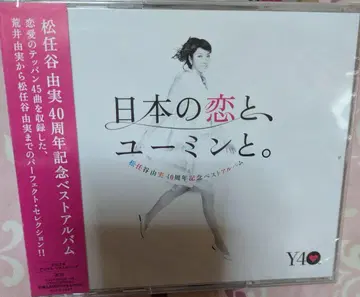 松任谷由実40周年記念ベストアルバム
恋愛のテッパン45曲を収録した、
荒井由実から松任谷由実までのパーフェクト・セレクション!!
日本の恋と、
ユーミンと。
松任谷由実40周年記念ベストアルバム
Y40